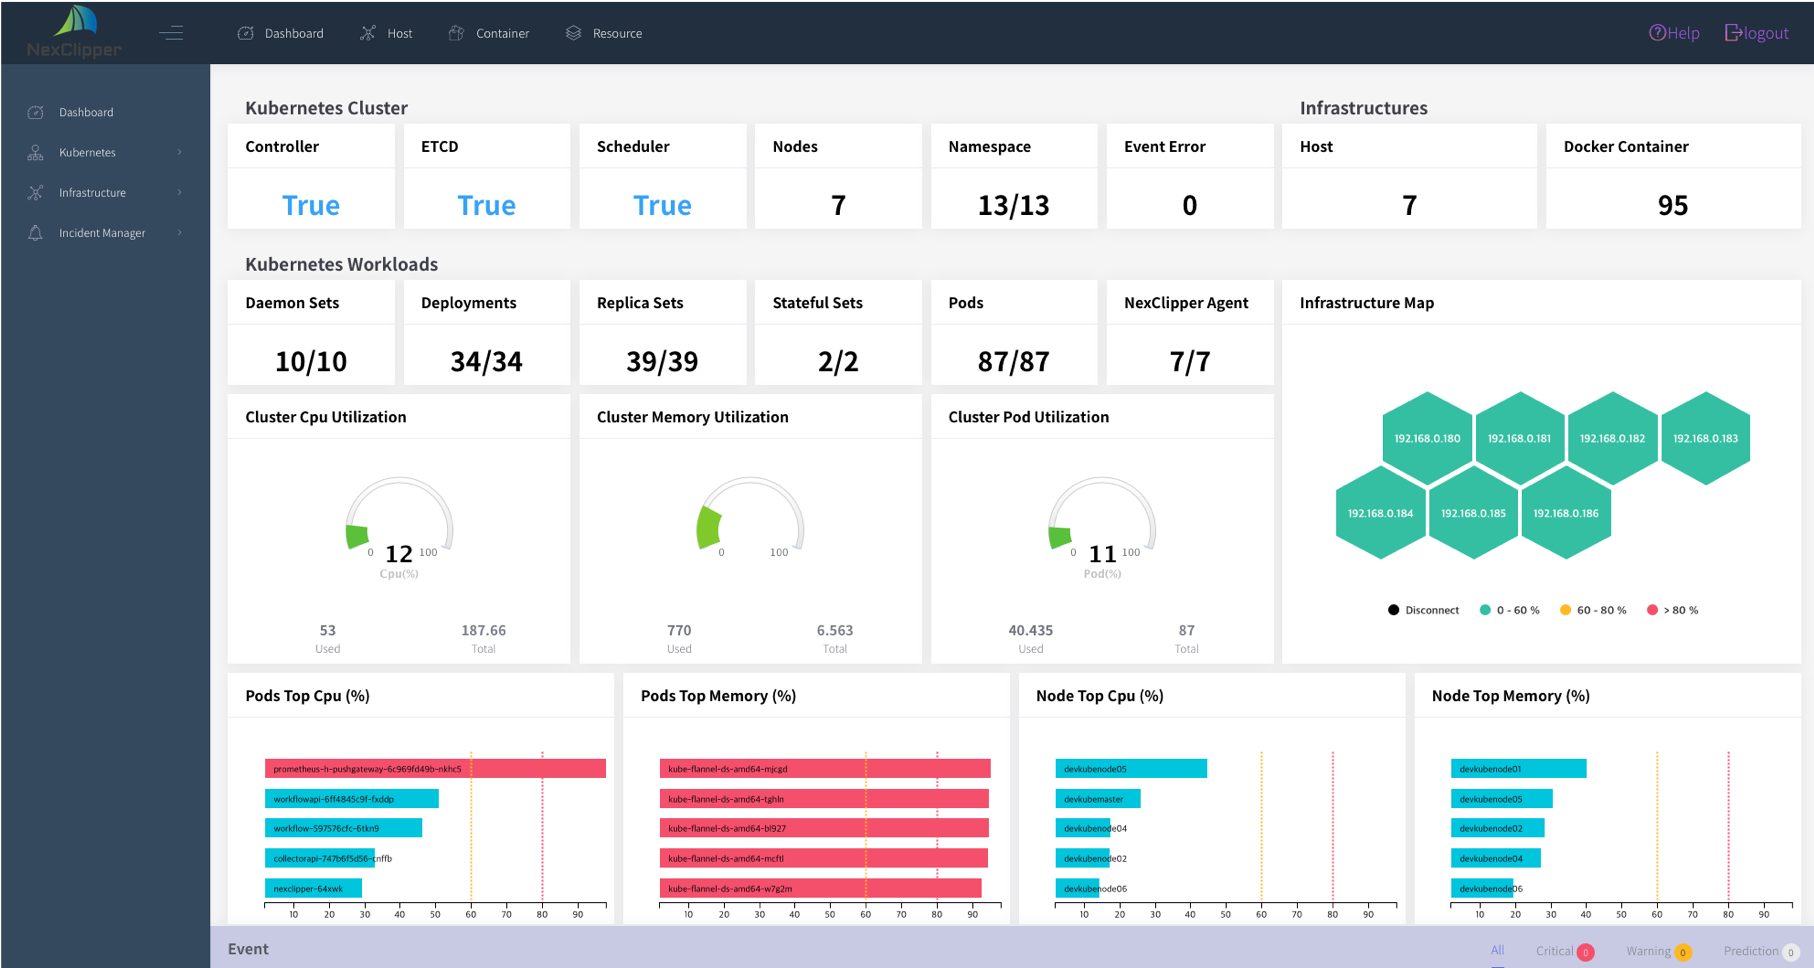 NexClipper
Dashboard
Host
Container
Resource
Help
logout
Dashboard
Kubernetes
Infrastructure
Incident Manager
Kubernetes Cluster
Infrastructures
Controller
ETCD
Scheduler
Nodes
Namespace
Event Error
Host
Docker Container
True
True
True
7
13/13
0
7
95
Kubernetes Workloads
Daemon Sets
Deployments
Replica Sets
Stateful Sets
Pods
NexClipper Agent
Infrastructure Map
10/10
34/34
39/39
2/2
87/87
7/7
Cluster Cpu Utilization
Cluster Memory Utilization
Cluster Pod Utilization
0 12 100
Cpu(%)
53 187.66
Used Total
0 100
770 6.563
Used Total
0 11 100
Pod(%)
40.435 87
Used Total
192.168.0.180
192.168.0.181
192.168.0.182
192.168.0.183
192.168.0.184
192.168.0.185
192.168.0.186
Disconnect
0 - 60 %
60 - 80 %
> 80 %
Pods Top Cpu (%)
prometheus-h-pushgateway-6c969fd49b-nkhc5
workflowapi-6ff4845c9f-fxddp
workflow-597576cfc-6tkn9
collectorapi-747b6f5d56-cnffb
nexclipper-64xwk
10 20 30 40 50 60 70 80 90
Pods Top Memory (%)
kube-flannel-ds-amd64-mjcgd
kube-flannel-ds-amd64-tghln
kube-flannel-ds-amd64-bl927
kube-flannel-ds-amd64-mcftl
kube-flannel-ds-amd64-w7g2m
10 20 30 40 50 60 70 80 90
Node Top Cpu (%)
devkubenode05
devkubemaster
devkubenode04
devkubenode02
devkubenode06
10 20 30 40 50 60 70 80 90
Node Top Memory (%)
devkubenode01
devkubenode05
devkubenode02
devkubenode04
devkubenode06
10 20 30 40 50 60 70 80 90
Event
All
Critical 0
Warning 0
Prediction 0